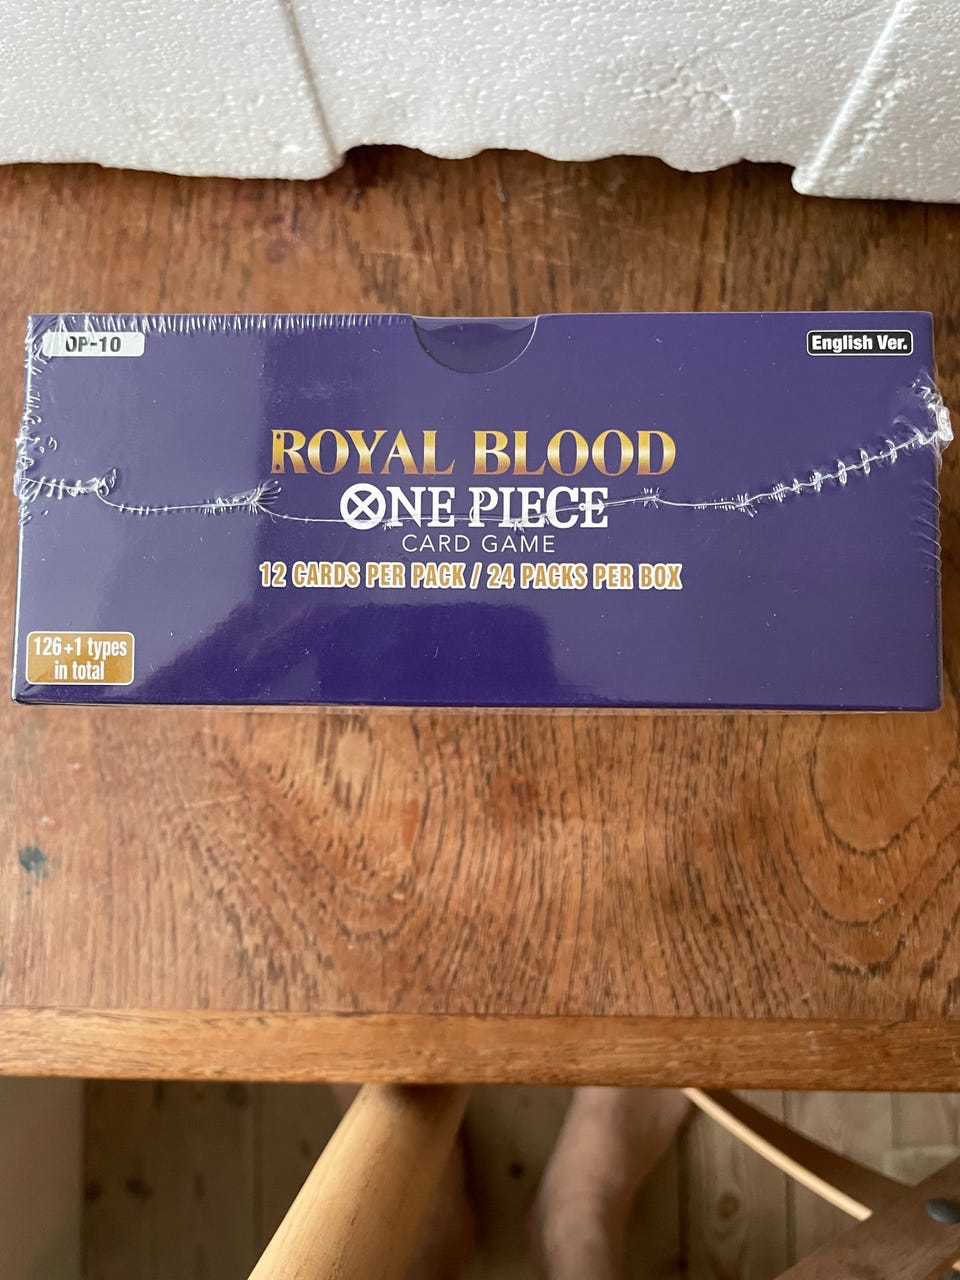 OP-10
English Ver.
ROYAL BLOOD
ONE PIECE
CARD GAME
12 CARDS PER PACK / 24 PACKS PER BOX
126+1 types
in total